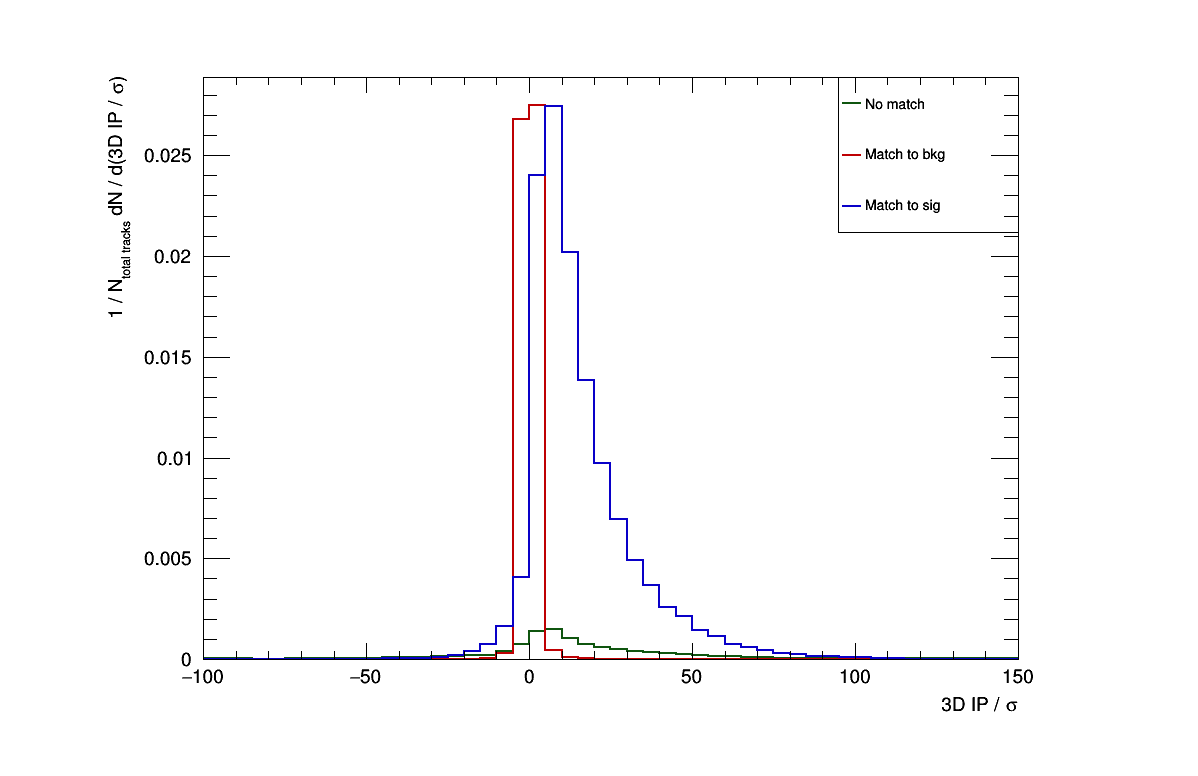 1 / N_total tracks dN / d(3D IP / σ)
No match
Match to bkg
Match to sig
0.025
0.02
0.015
0.01
0.005
0
−100
−50
0
50
100
150
3D IP / σ